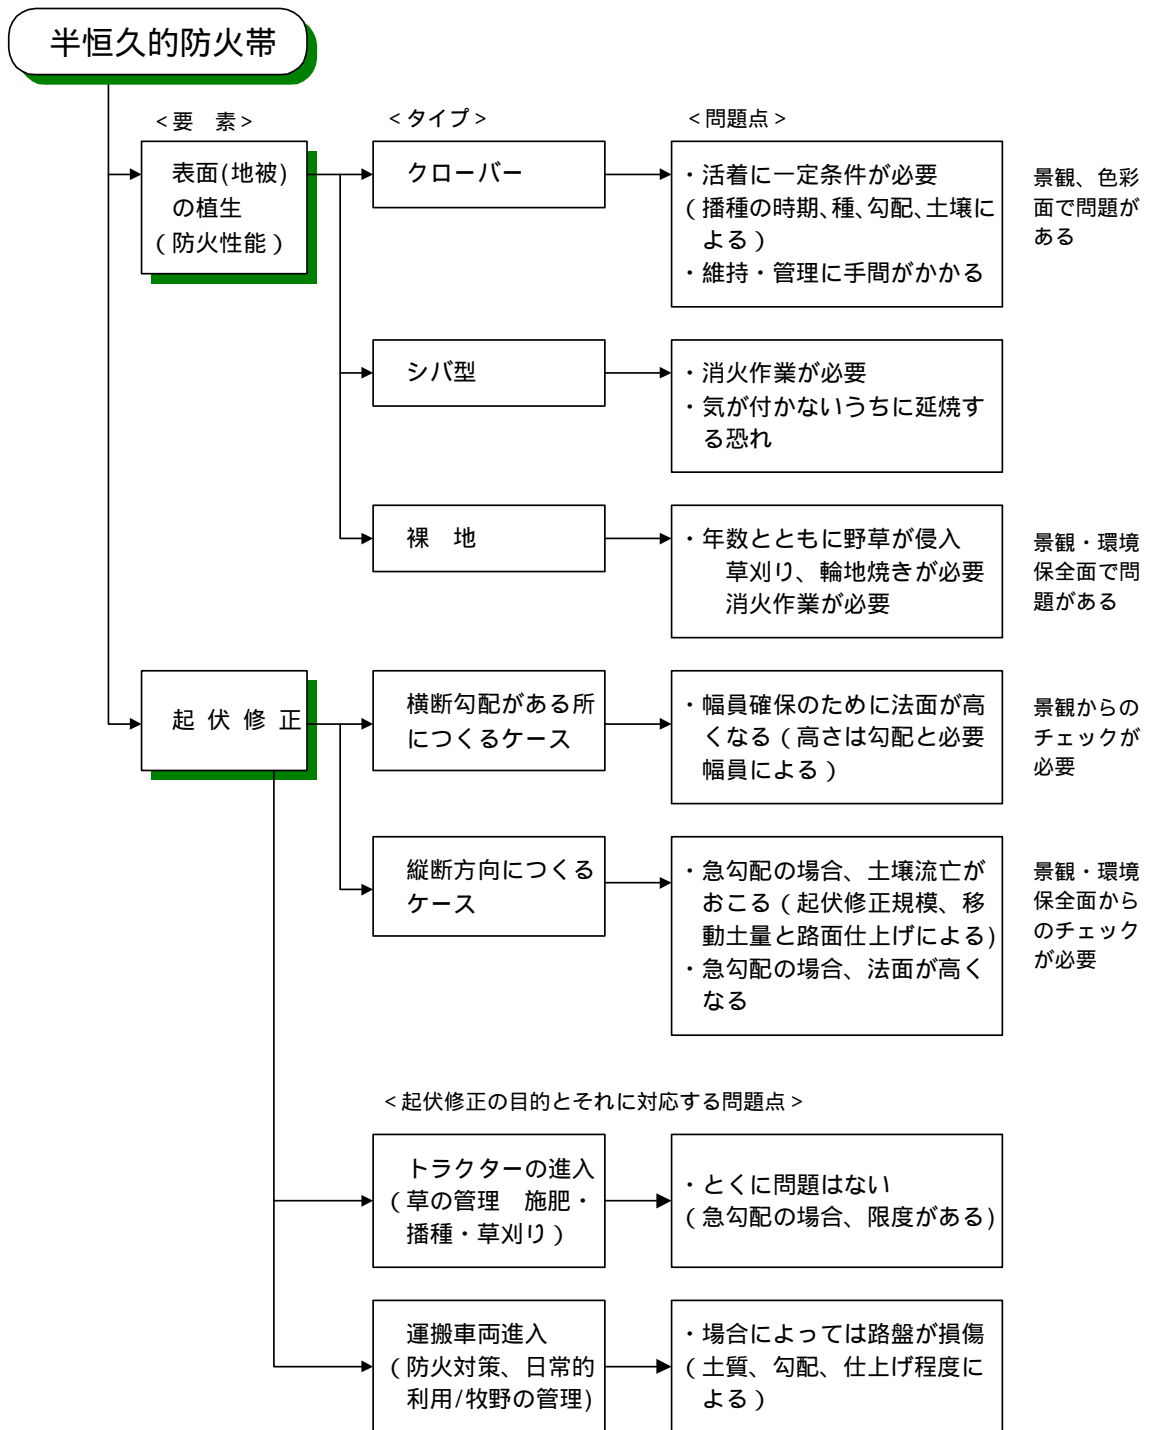 半恒久的防火帯
<要　素>
<タイプ>
<問題点>
表面(地被)
の植生
(防火性能)
クローバー
・活着に一定条件が必要
(播種の時期、種、勾配、土壌に
よる)
・維持・管理に手間がかかる
景観、色彩
面で問題が
ある
シバ型
・消火作業が必要
・気が付かないうちに延焼す
る恐れ
裸　地
・年数とともに野草が侵入
草刈り、輪地焼きが必要
消火作業が必要
景観・環境
保全面で問
題がある
起 伏 修 正
横断勾配がある所
につくるケース
・幅員確保のために法面が高
くなる(高さは勾配と必要
幅員による)
景観からの
チェックが
必要
縦断方向につくる
ケース
・急勾配の場合、土壌流亡が
おこる(起伏修正規模、移
動土量と路面仕上げによる)
・急勾配の場合、法面が高く
なる
景観・環境
保全面から
のチェック
が必要
<起伏修正の目的とそれに対応する問題点>
トラクターの進入
(草の管理　施肥・
播種・草刈り)
・とくに問題はない
(急勾配の場合、限度がある)
運搬車両進入
(防火対策、日常的
利用/牧野の管理)
・場合によっては路盤が損傷
(土質、勾配、仕上げ程度に
よる)